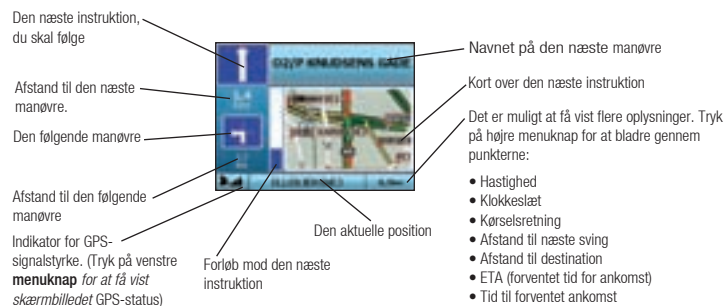 Den næste instruktion,
du skal følge
Afstand til den næste
manøvre.
Den følgende manøvre
Afstand til den følgende
manøvre
Indikator for GPS-
signalstyrke. (Tryk på venstre
menuknap for at få vist
skærmbilledet GPS-status)
Forløb mod den næste
instruktion
Den aktuelle position
O2/P KNUDSENS GADE
Navnet på den næste manøvre
Kort over den næste instruktion
Det er muligt at få vist flere oplysninger. Tryk
på højre menuknap for at bladre gennem
punkterne:
• Hastighed
• Klokkeslæt
• Kørselsretning
• Afstand til næste sving
• Afstand til destination
• ETA (forventet tid for ankomst)
• Tid til forventet ankomst